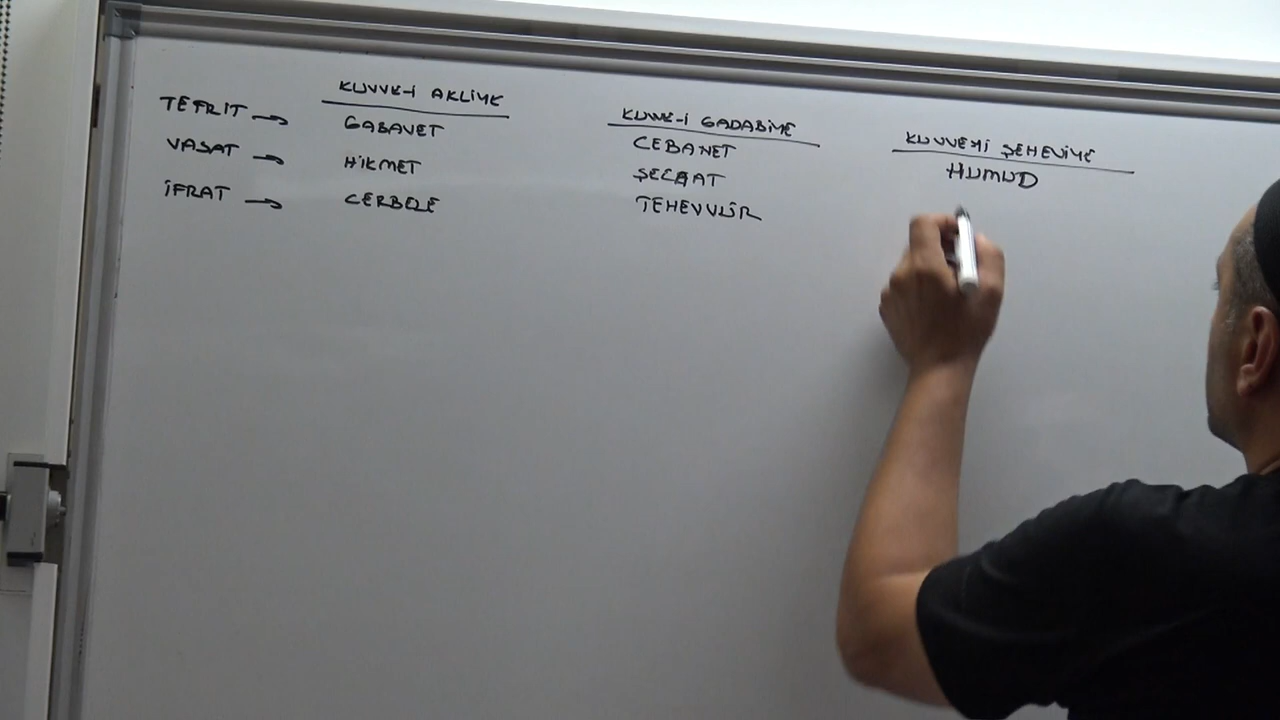 KUVVE-İ AKLİYE
KUVVE-İ GADABİYE
KUVVE-İ ŞEHEVİYE
TEFRİT → GABAVET CEBANET HUMUD
VASAT → HİKMET ŞECAAT
İFRAT → CERBEZE TEHEVVÜR